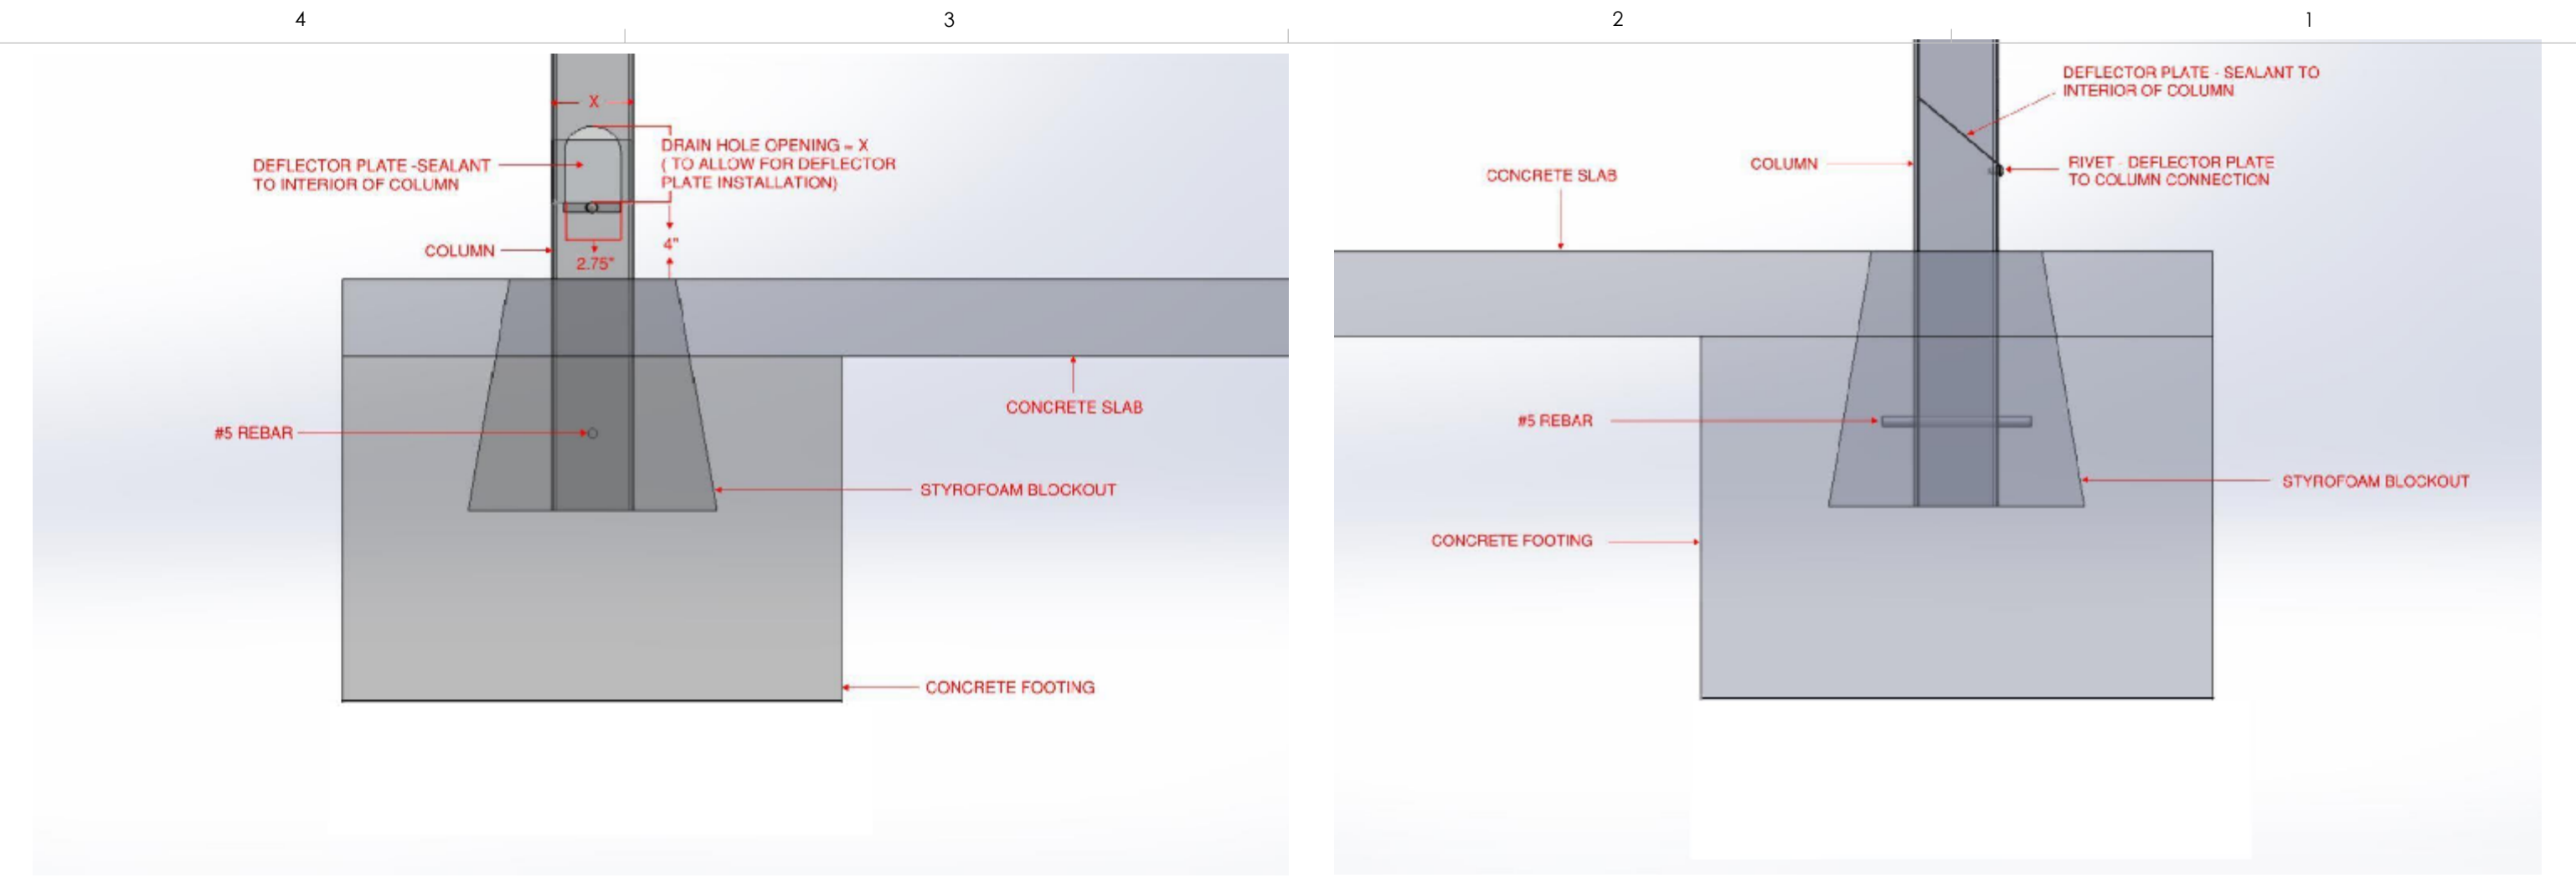 4
3
2
1
X
DRAIN HOLE OPENING = X
( TO ALLOW FOR DEFLECTOR
PLATE INSTALLATION)
DEFLECTOR PLATE -SEALANT
TO INTERIOR OF COLUMN
COLUMN
4"
2.75"
CONCRETE SLAB
#5 REBAR
STYROFOAM BLOCKOUT
CONCRETE FOOTING
DEFLECTOR PLATE - SEALANT TO
INTERIOR OF COLUMN
COLUMN
RIVET - DEFLECTOR PLATE
TO COLUMN CONNECTION
CONCRETE SLAB
#5 REBAR
STYROFOAM BLOCKOUT
CONCRETE FOOTING